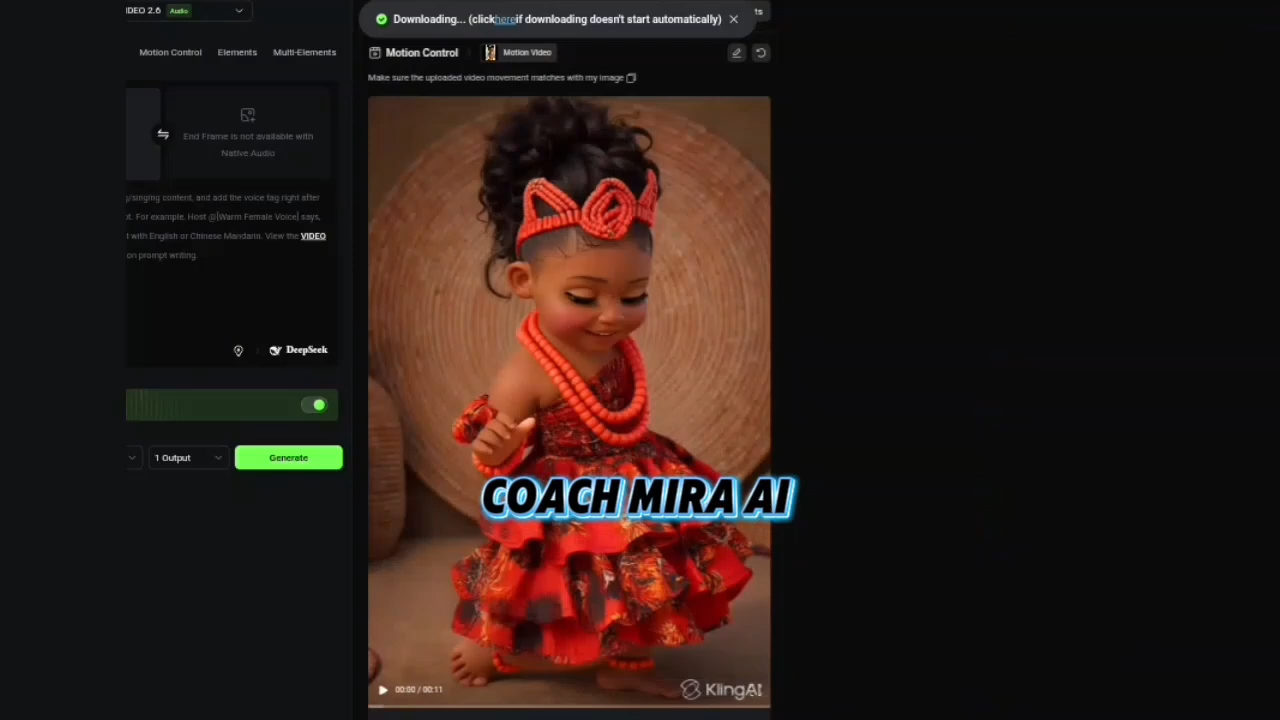 IDEO 2.6 Audio
ts
Downloading... (click here if downloading doesn't start automatically)
Motion Control Elements Multi-Elements
Motion Control Motion Video
Make sure the uploaded video movement matches with my image
End Frame is not available with
Native Audio
g/singing content, and add the voice tag right after
t. For example, Host @[Warm Female Voice] says,
t with English or Chinese Mandarin. View the VIDEO
on prompt writing.
DeepSeek
1 Output Generate
COACH MIRA AI
00:00 / 00:11
KlingAI